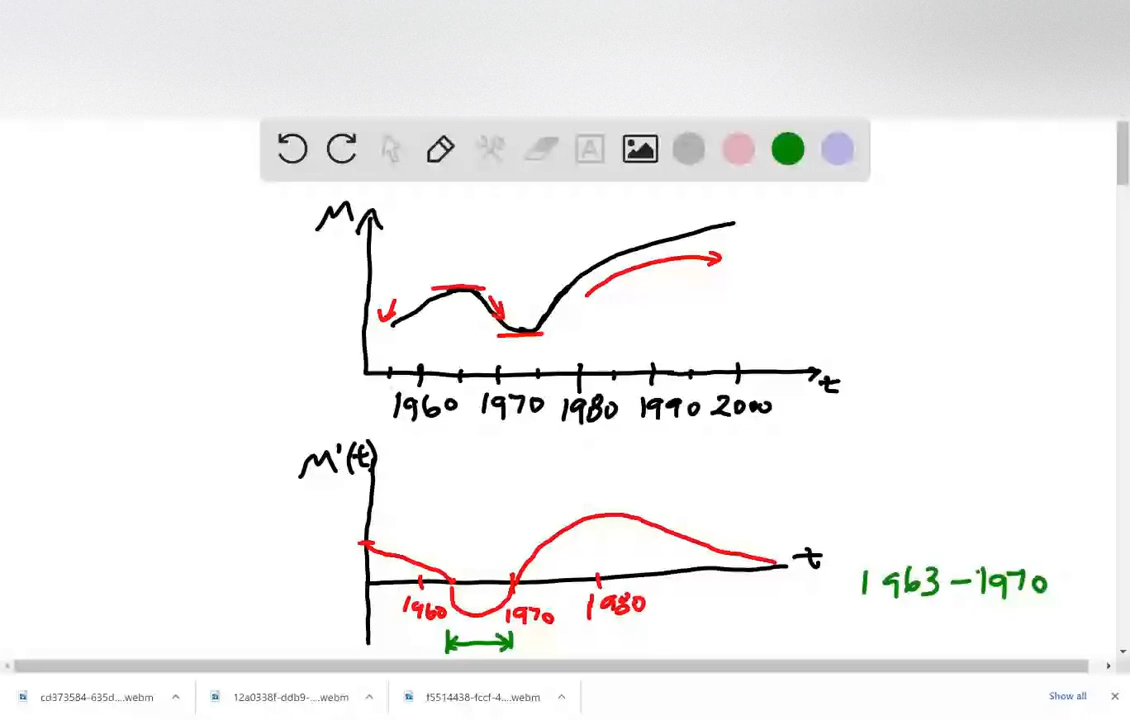 A
M
t
1960 1970 1980 1990 2000
M'(t)
t
1960 1970 1980
1963-1970
cd373584-635d....webm 12a0338f-ddb9-....webm f5514438-fccf-4....webm Show all